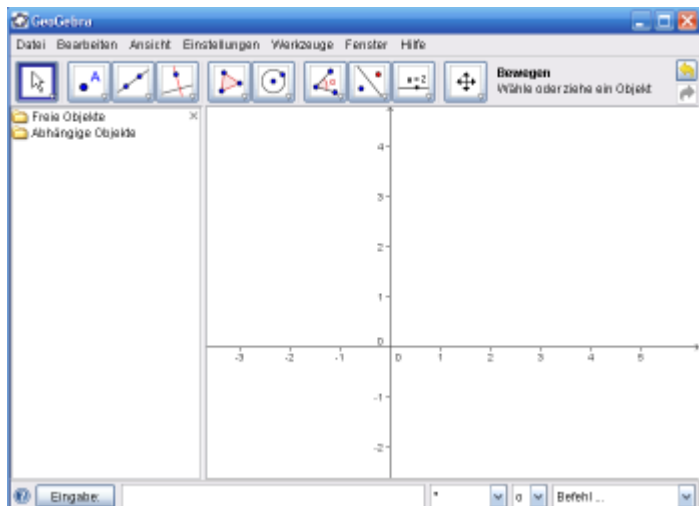 GeoGebra
Datei Bearbeiten Ansicht Einstellungen Werkzeuge Fenster Hilfe
A
a=2
Bewegen
Wähle oder ziehe ein Objekt
Freie Objekte
Abhängige Objekte
4
3
2
1
0
-3 -2 -1 0 1 2 3 4 5
-1
-2
Eingabe: α Befehl ...